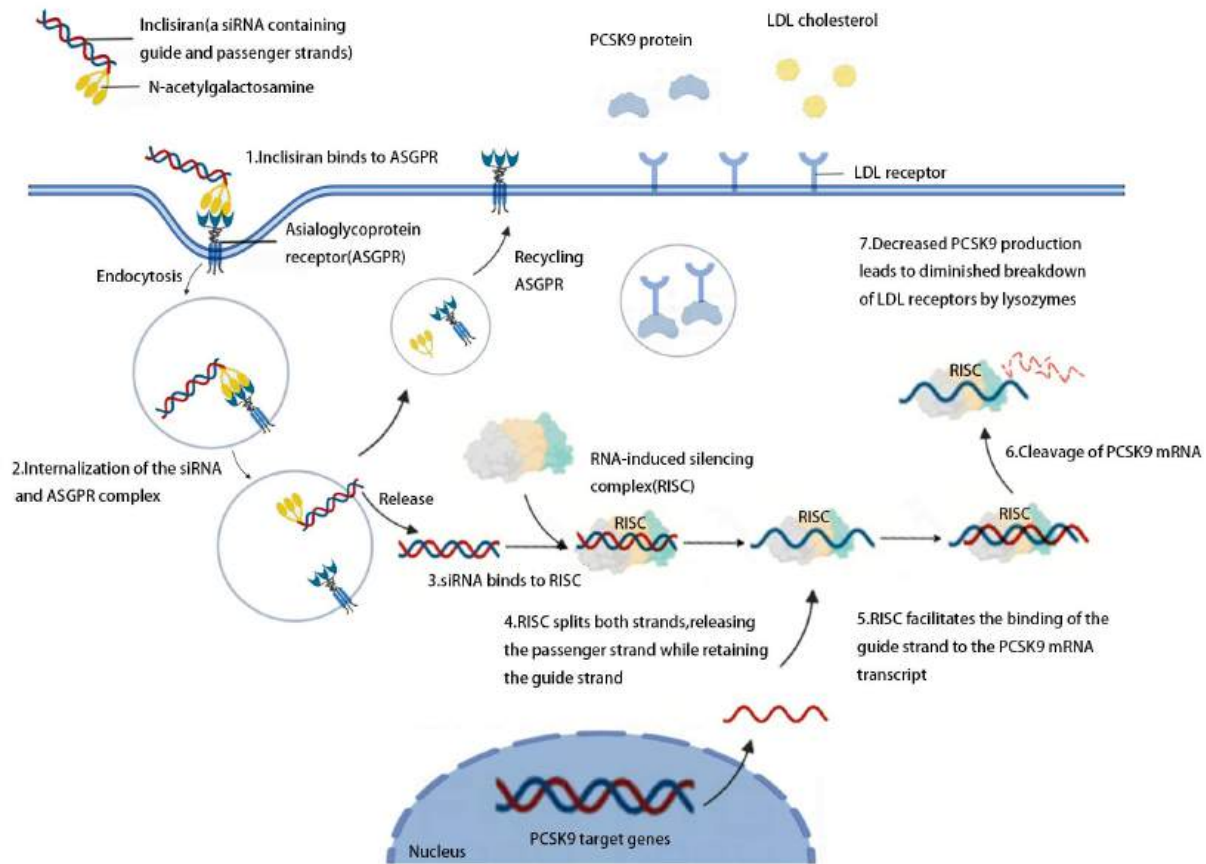 Inclisiran(a siRNA containing
guide and passenger strands)
N-acetylgalactosamine
PCSK9 protein
LDL cholesterol
1.Inclisiran binds to ASGPR
LDL receptor
Asialoglycoprotein
receptor(ASGPR)
Endocytosis
Recycling
ASGPR
7.Decreased PCSK9 production
leads to diminished breakdown
of LDL receptors by lysozymes
RISC
2.Internalization of the siRNA
and ASGPR complex
Release
RNA-induced silencing
complex(RISC)
6.Cleavage of PCSK9 mRNA
RISC
RISC
RISC
3.siRNA binds to RISC
4.RISC splits both strands,releasing
the passenger strand while retaining
the guide strand
5.RISC facilitates the binding of the
guide strand to the PCSK9 mRNA
transcript
PCSK9 target genes
Nucleus